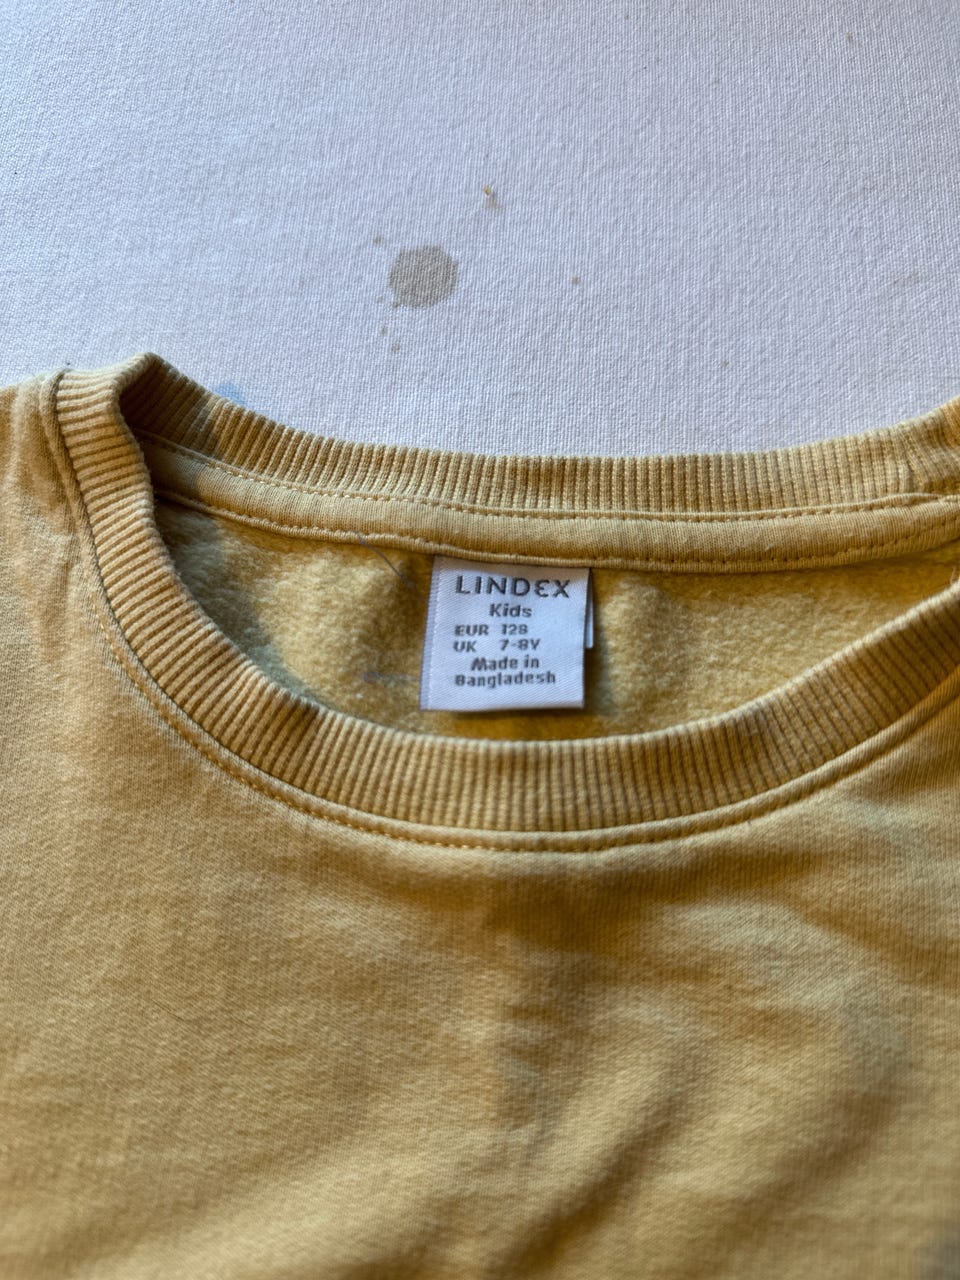 LINDEX
Kids
EUR 128
UK 7-8Y
Made in
Bangladesh